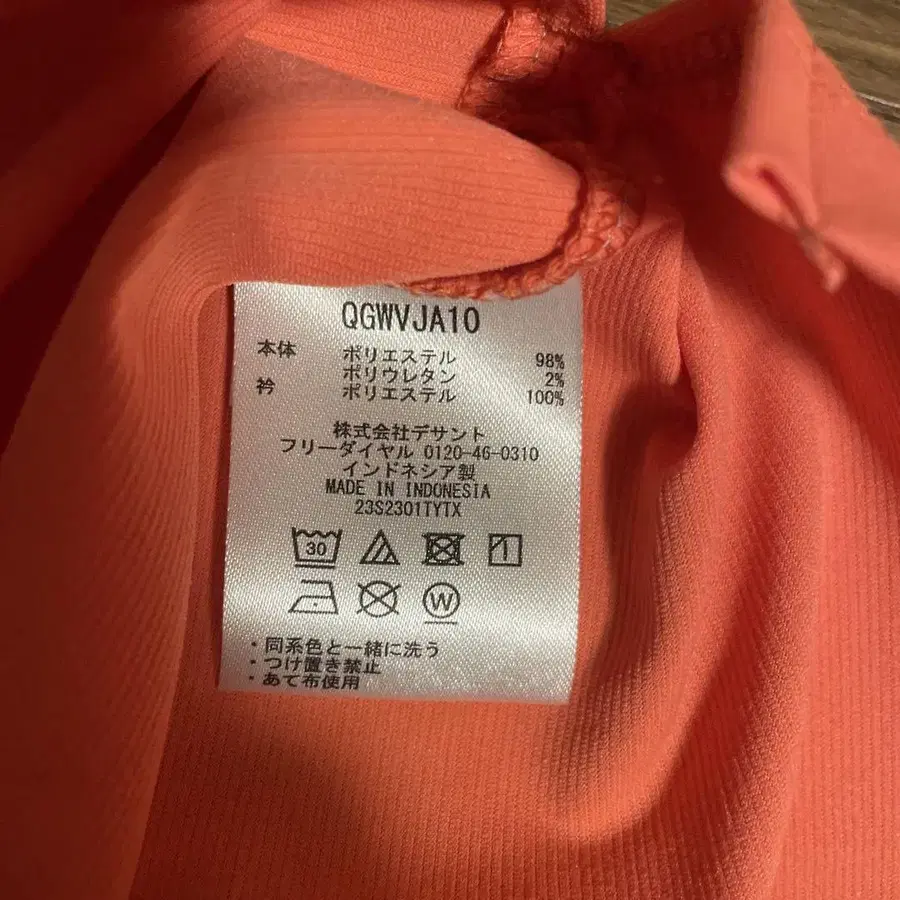 QGWVJA10
本体 ポリエステル 98%
ポリウレタン 2%
衿 ポリエステル 100%
株式会社デサント
フリーダイヤル 0120-46-0310
インドネシア製
MADE IN INDONESIA
23S2301TYTX
30
W
・同系色と一緒に洗う
・つけ置き禁止
・あて布使用